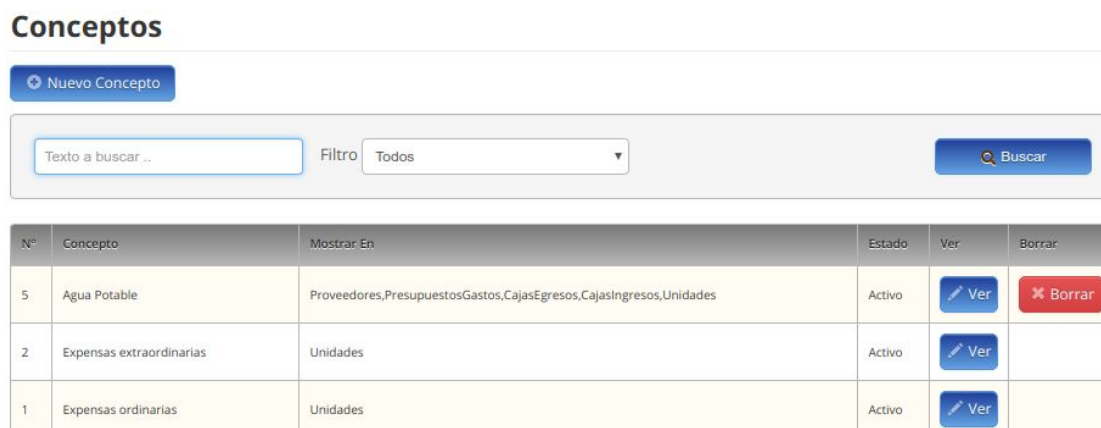 Conceptos
Nuevo Concepto
Texto a buscar ..
Filtro Todos
Buscar
N° Concepto Mostrar En Estado Ver Borrar
5 Agua Potable Proveedores,PresupuestosGastos,CajasEgresos,CajasIngresos,Unidades Activo Ver Borrar
2 Expensas extraordinarias Unidades Activo Ver
1 Expensas ordinarias Unidades Activo Ver